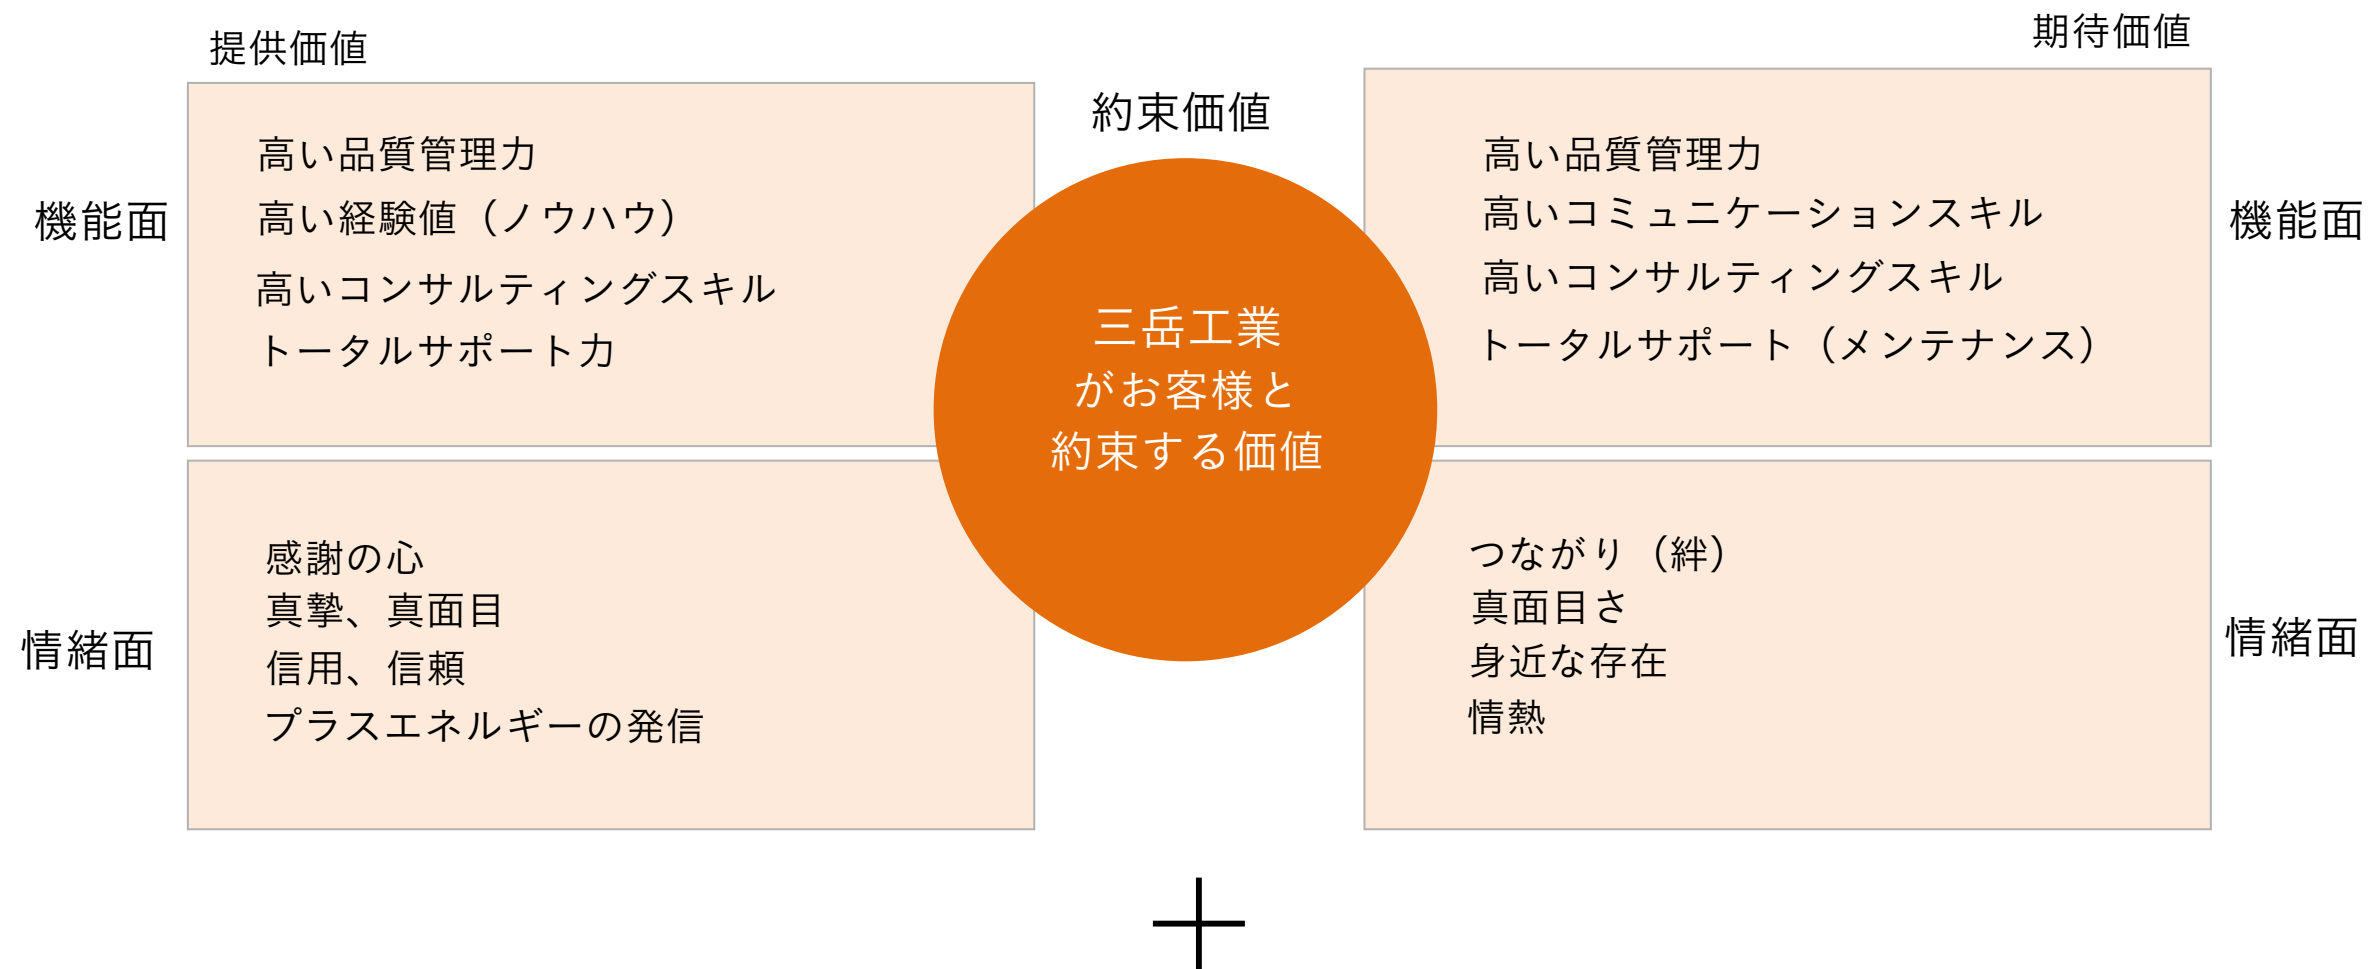 提供価値
機能面
高い品質管理力
高い経験値（ノウハウ）
高いコンサルティングスキル
トータルサポート力
情緒面
感謝の心
真摯、真面目
信用、信頼
プラスエネルギーの発信
約束価値
三岳工業
がお客様と
約束する価値
期待価値
機能面
高い品質管理力
高いコミュニケーションスキル
高いコンサルティングスキル
トータルサポート（メンテナンス）
情緒面
つながり（絆）
真面目さ
身近な存在
情熱